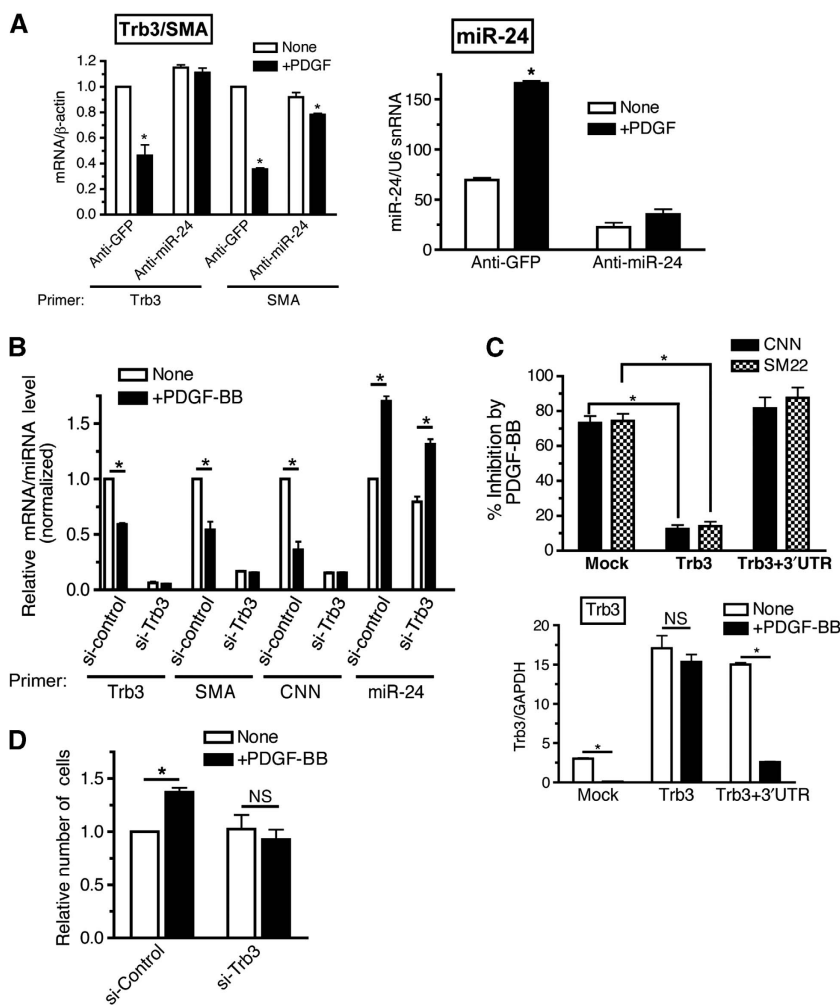 A
Trb3/SMA
None
+PDGF
mRNA/β-actin
1.2
1.0
0.8
0.6
0.4
0.2
0.0
*
*
*
Anti-GFP
Anti-miR-24
Anti-GFP
Anti-miR-24
Primer:
Trb3
SMA
miR-24
None
+PDGF
miR-24/U6 snRNA
150
100
50
0
*
Anti-GFP
Anti-miR-24
B
None
+PDGF-BB
Relative mRNA/miRNA level
(normalized)
1.5
1.0
0.5
0.0
*
*
*
*
*
si-control
si-Trb3
si-control
si-Trb3
si-control
si-Trb3
si-control
si-Trb3
Primer:
Trb3
SMA
CNN
miR-24
C
CNN
SM22
% Inhibition by
PDGF-BB
100
80
60
40
20
0
*
*
Mock
Trb3
Trb3+3′UTR
Trb3
None
+PDGF-BB
Trb3/GAPDH
20
15
10
5
0
*
NS
*
Mock
Trb3
Trb3+3′UTR
D
None
+PDGF-BB
Relative number of cells
1.5
1.0
0.5
0.0
*
NS
si-Control
si-Trb3